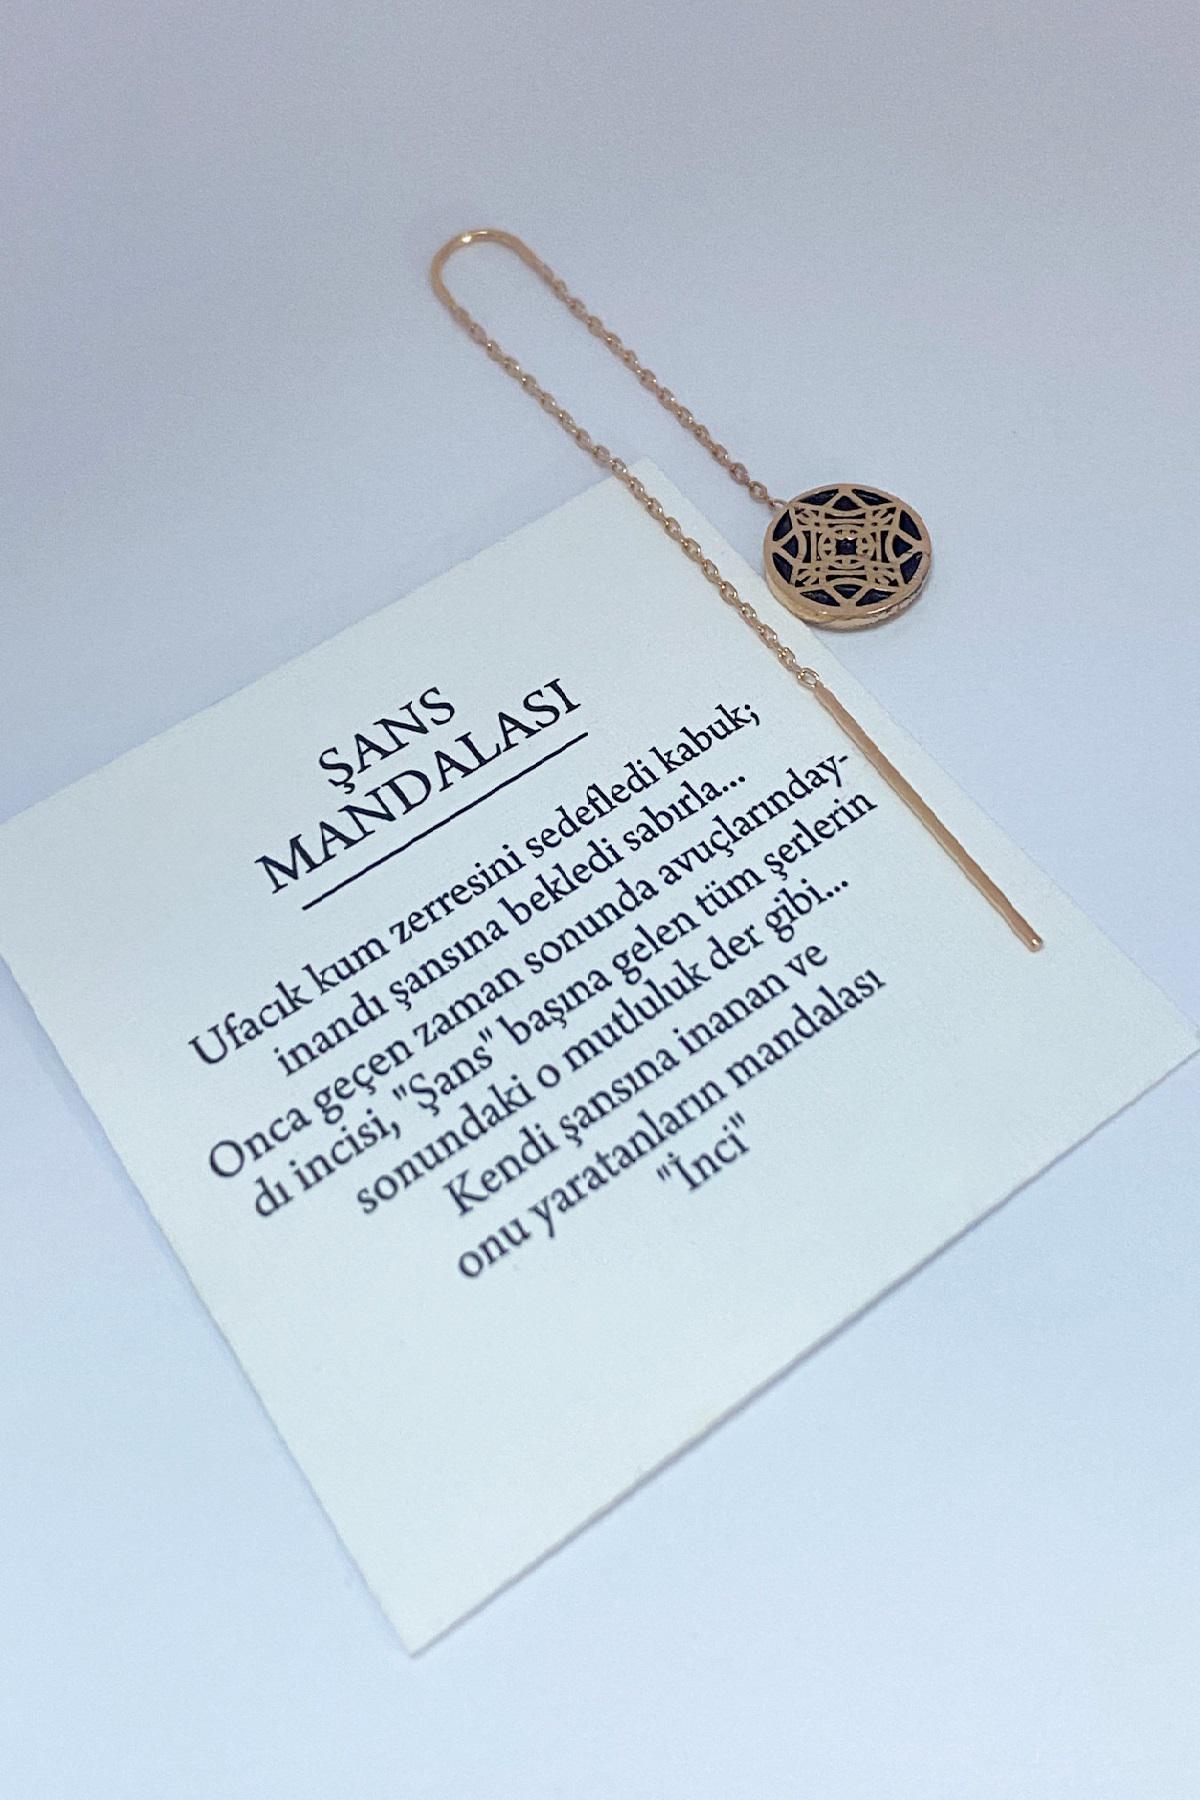 ŞANS
MANDALASI
Ufacık kum zerresini sedefledi kabuk;
inandı şansına bekledi sabırla...
Onca geçen zaman sonunda avuçlarınday-
dı incisi, "Şans" başına gelen tüm şerlerin
sonundaki o mutluluk der gibi...
Kendi şansına inanan ve
onu yaratanların mandalası
"İnci"